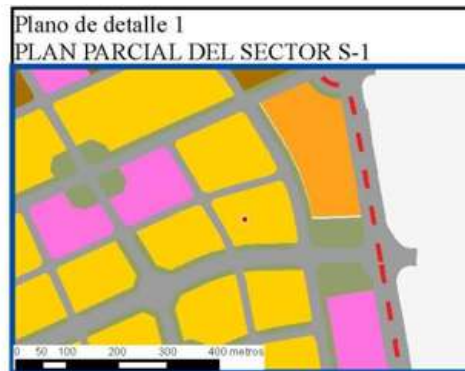 Plano de detalle 1
PLAN PARCIAL DEL SECTOR S-1
0 50 100 200 300 400 metros